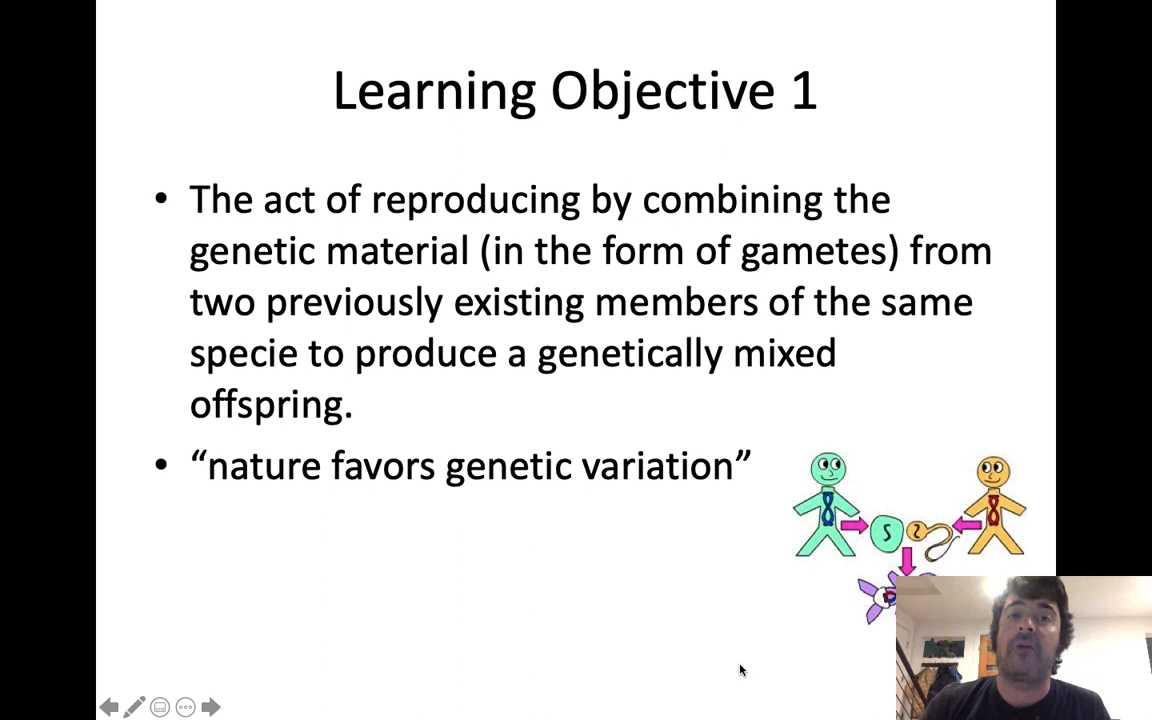 Learning Objective 1
• The act of reproducing by combining the
genetic material (in the form of gametes) from
two previously existing members of the same
specie to produce a genetically mixed
offspring.
• “nature favors genetic variation”